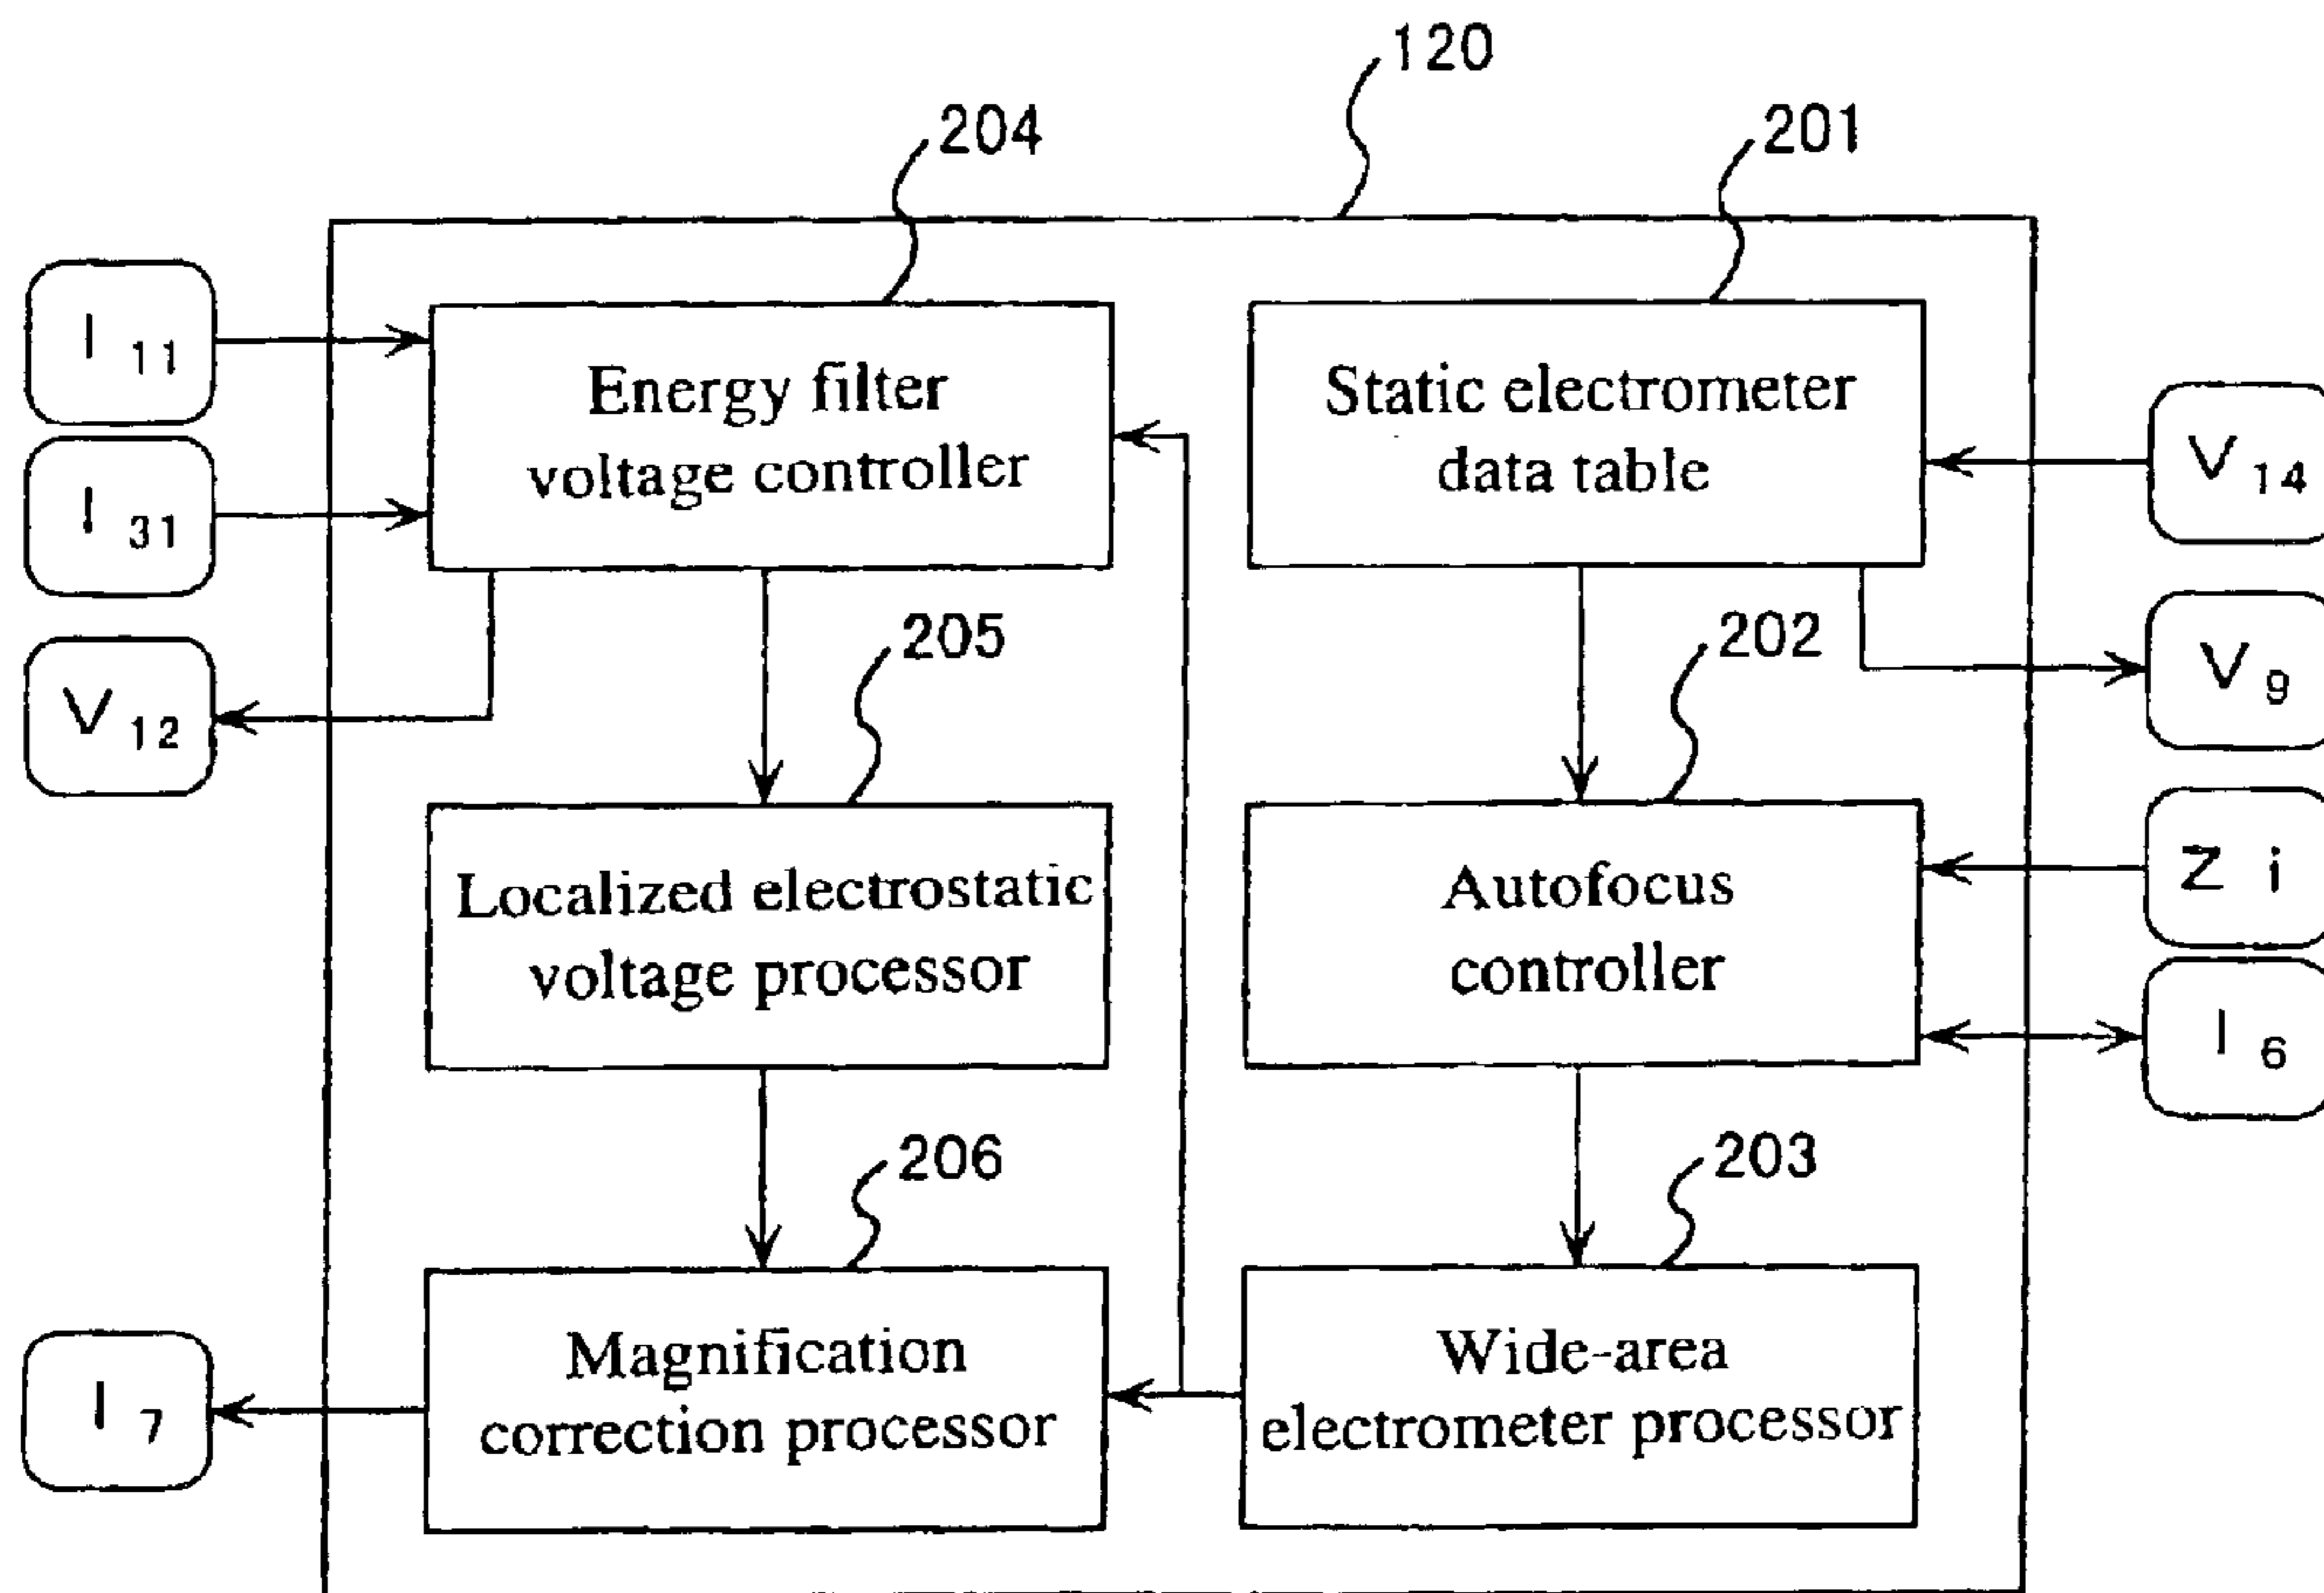 120
204
201
I 11
Energy filter
voltage controller
Static electrometer
data table
V 14
I 31
V 12
205
202
V 9
Localized electrostatic
voltage processor
Autofocus
controller
Z i
I 6
206
203
Magnification
correction processor
Wide-area
electrometer processor
I 7